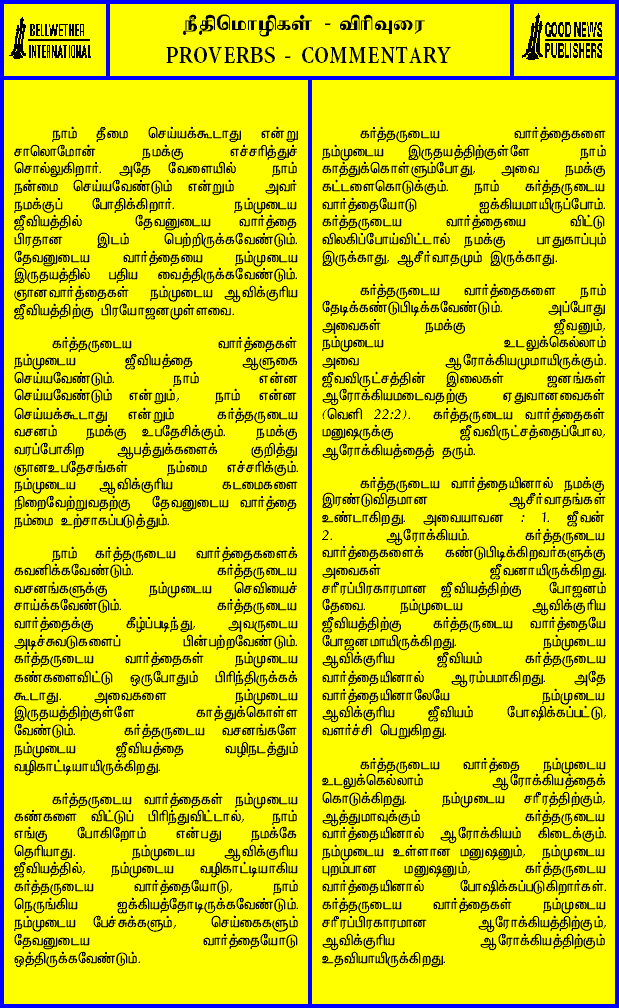 BELLWETHER
INTERNATIONAL
நீதிமொழிகள் - விரிவுரை
PROVERBS - COMMENTARY
GOOD NEWS
PUBLISHERS
நாம் தீமை செய்யக்கூடாது என்று
சாலொமோன் நமக்கு எச்சரித்துச்
சொல்லுகிறார். அதே வேளையில் நாம்
நன்மை செய்யவேண்டும் என்றும் அவர்
நமக்குப் போதிக்கிறார். நம்முடைய
ஜீவியத்தில் தேவனுடைய வார்த்தை
பிரதான இடம் பெற்றிருக்கவேண்டும்.
தேவனுடைய வார்த்தையை நம்முடைய
இருதயத்தில் பதிய வைத்திருக்கவேண்டும்.
ஞானவார்த்தைகள் நம்முடைய ஆவிக்குரிய
ஜீவியத்திற்கு பிரயோஜனமுள்ளவை.
கர்த்தருடைய வார்த்தைகள்
நம்முடைய ஜீவியத்தை ஆளுகை
செய்யவேண்டும். நாம் என்ன
செய்யவேண்டும் என்றும், நாம் என்ன
செய்யக்கூடாது என்றும் கர்த்தருடைய
வசனம் நமக்கு உபதேசிக்கும். நமக்கு
வரப்போகிற ஆபத்துக்களைக் குறித்து
ஞானஉபதேசங்கள் நம்மை எச்சரிக்கும்.
நம்முடைய ஆவிக்குரிய கடமைகளை
நிறைவேற்றுவதற்கு தேவனுடைய வார்த்தை
நம்மை உற்சாகப்படுத்தும்.
நாம் கர்த்தருடைய வார்த்தைகளைக்
கவனிக்கவேண்டும். கர்த்தருடைய
வசனங்களுக்கு நம்முடைய செவியைச்
சாய்க்கவேண்டும். கர்த்தருடைய
வார்த்தைக்கு கீழ்ப்படிந்து, அவருடைய
அடிச்சுவடுகளைப் பின்பற்றவேண்டும்.
கர்த்தருடைய வார்த்தைகள் நம்முடைய
கண்களைவிட்டு ஒருபோதும் பிரிந்திருக்கக்
கூடாது. அவைகளை நம்முடைய
இருதயத்திற்குள்ளே காத்துக்கொள்ள
வேண்டும். கர்த்தருடைய வசனங்களே
நம்முடைய ஜீவியத்தை வழிநடத்தும்
வழிகாட்டியாயிருக்கிறது.
கர்த்தருடைய வார்த்தைகள் நம்முடைய
கண்களை விட்டுப் பிரிந்துவிட்டால், நாம்
எங்கு போகிறோம் என்பது நமக்கே
தெரியாது. நம்முடைய ஆவிக்குரிய
ஜீவியத்தில், நம்முடைய வழிகாட்டியாகிய
கர்த்தருடைய வார்த்தையோடு, நாம்
நெருங்கிய ஐக்கியத்தோடிருக்கவேண்டும்.
நம்முடைய பேச்சுக்களும், செய்கைகளும்
தேவனுடைய வார்த்தையோடு
ஒத்திருக்கவேண்டும்.
கர்த்தருடைய வார்த்தைகளை
நம்முடைய இருதயத்திற்குள்ளே நாம்
காத்துக்கொள்ளும்போது, அவை நமக்கு
கட்டளைகொடுக்கும். நாம் கர்த்தருடைய
வார்த்தையோடு ஐக்கியமாயிருப்போம்.
கர்த்தருடைய வார்த்தையை விட்டு
விலகிப்போய்விட்டால் நமக்கு பாதுகாப்பும்
இருக்காது, ஆசீர்வாதமும் இருக்காது.
கர்த்தருடைய வார்த்தைகளை நாம்
தேடிக்கண்டுபிடிக்கவேண்டும். அப்போது
அவைகள் நமக்கு ஜீவனும்,
நம்முடைய உடலுக்கெல்லாம்
அவை ஆரோக்கியமுமாயிருக்கும்.
ஜீவவிருட்சத்தின் இலைகள் ஜனங்கள்
ஆரோக்கியமடைவதற்கு ஏதுவானவைகள்
(வெளி 22:2). கர்த்தருடைய வார்த்தைகள்
மனுஷருக்கு ஜீவவிருட்சத்தைப்போல,
ஆரோக்கியத்தைத் தரும்.
கர்த்தருடைய வார்த்தையினால் நமக்கு
இரண்டுவிதமான ஆசீர்வாதங்கள்
உண்டாகிறது. அவையாவன : 1. ஜீவன்
2. ஆரோக்கியம். கர்த்தருடைய
வார்த்தைகளைக் கண்டுபிடிக்கிறவர்களுக்கு
அவைகள் ஜீவனாயிருக்கிறது.
சரீரப்பிரகாரமான ஜீவியத்திற்கு போஜனம்
தேவை. நம்முடைய ஆவிக்குரிய
ஜீவியத்திற்கு கர்த்தருடைய வார்த்தையே
போஜனமாயிருக்கிறது. நம்முடைய
ஆவிக்குரிய ஜீவியம் கர்த்தருடைய
வார்த்தையினால் ஆரம்பமாகிறது. அதே
வார்த்தையினாலேயே நம்முடைய
ஆவிக்குரிய ஜீவியம் போஷிக்கப்பட்டு,
வளர்ச்சி பெறுகிறது.
கர்த்தருடைய வார்த்தை நம்முடைய
உடலுக்கெல்லாம் ஆரோக்கியத்தைக்
கொடுக்கிறது. நம்முடைய சரீரத்திற்கும்,
ஆத்துமாவுக்கும் கர்த்தருடைய
வார்த்தையினால் ஆரோக்கியம் கிடைக்கும்.
நம்முடைய உள்ளான மனுஷனும், நம்முடைய
புறம்பான மனுஷனும், கர்த்தருடைய
வார்த்தையினால் போஷிக்கப்படுகிறார்கள்.
கர்த்தருடைய வார்த்தைகள் நம்முடைய
சரீரப்பிரகாரமான ஆரோக்கியத்திற்கும்,
ஆவிக்குரிய ஆரோக்கியத்திற்கும்
உதவியாயிருக்கிறது.